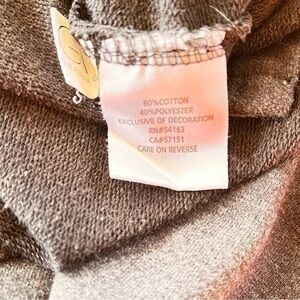 60%COTTON
40%POLYESTER
EXCLUSIVE OF DECORATION
RN#54163
CA#57151
CARE ON REVERSE
S